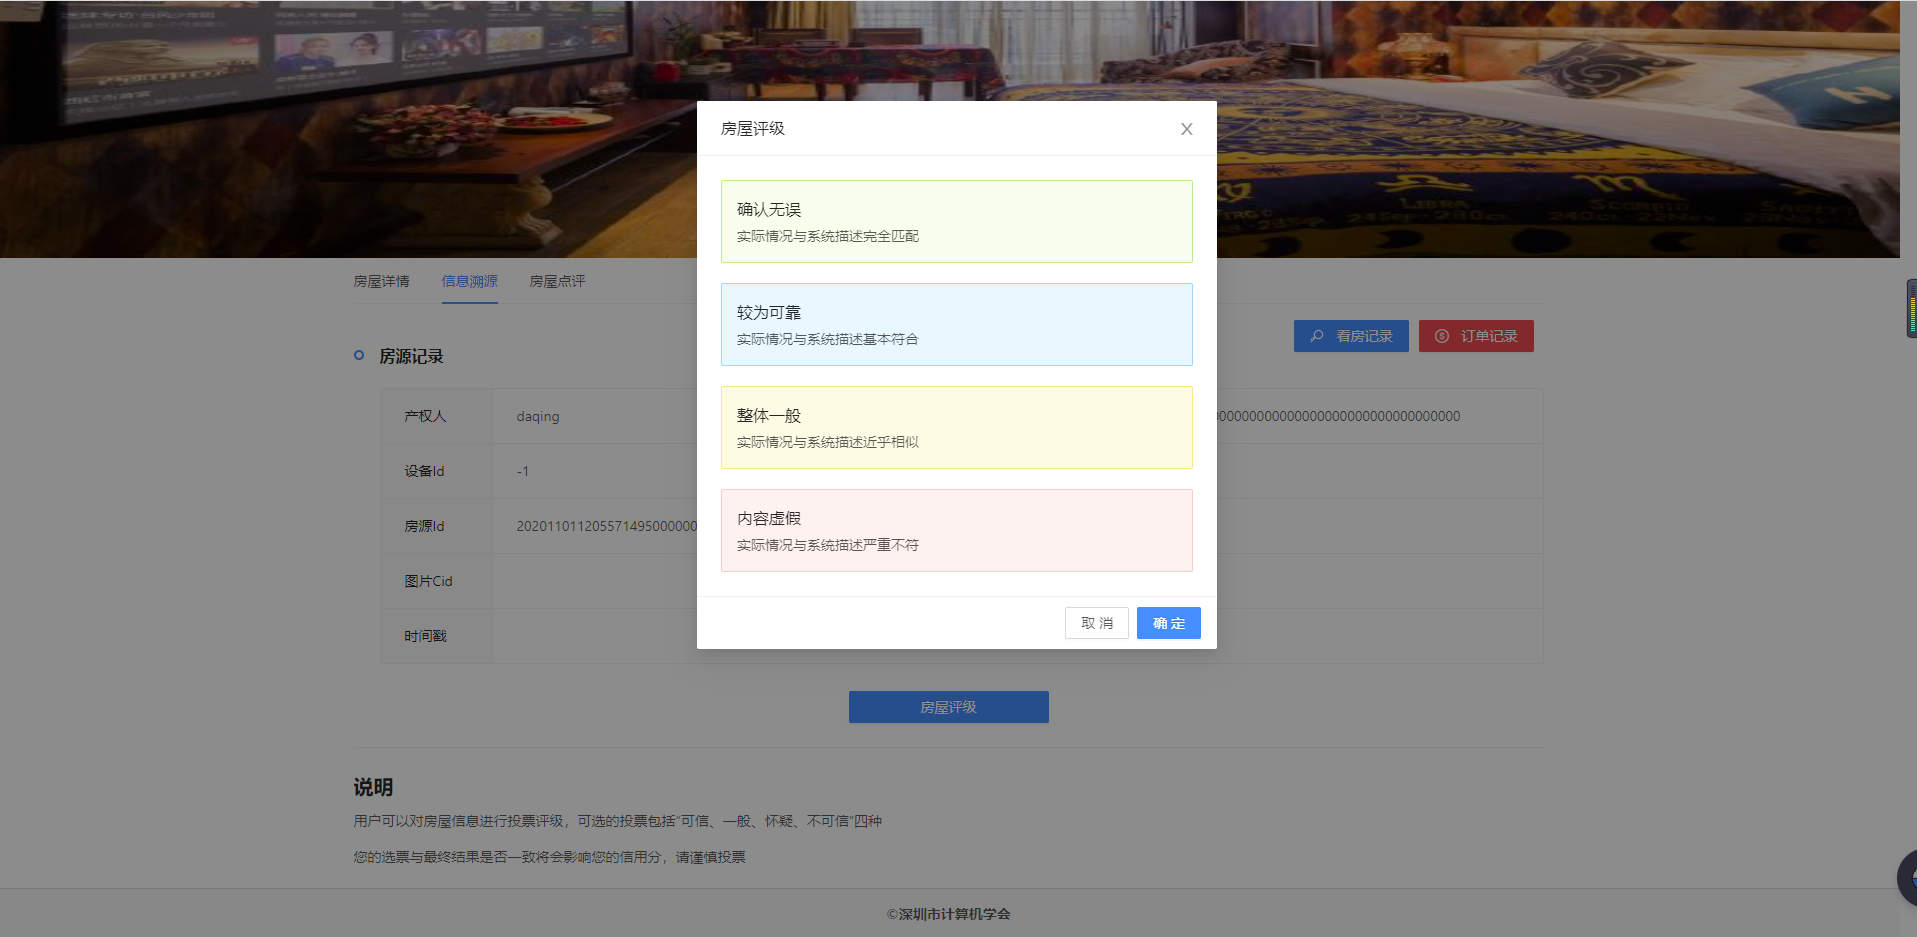 LIBRA
SCORPIO
24Sep·23Oct
24Oct·22Nov
房屋评级
X
确认无误
实际情况与系统描述完全匹配
较为可靠
实际情况与系统描述基本符合
整体一般
实际情况与系统描述近乎相似
内容虚假
实际情况与系统描述严重不符
取 消
确 定
房屋详情
信息溯源
房屋点评
看房记录
订单记录
房源记录
产权人
daqing
设备Id
-1
房源Id
202011011205571495000000
图片Cid
时间戳
房屋评级
说明
用户可以对房屋信息进行投票评级，可选的投票包括"可信、一般、怀疑、不可信"四种
您的选票与最终结果是否一致将会影响您的信用分，请谨慎投票
©深圳市计算机学会